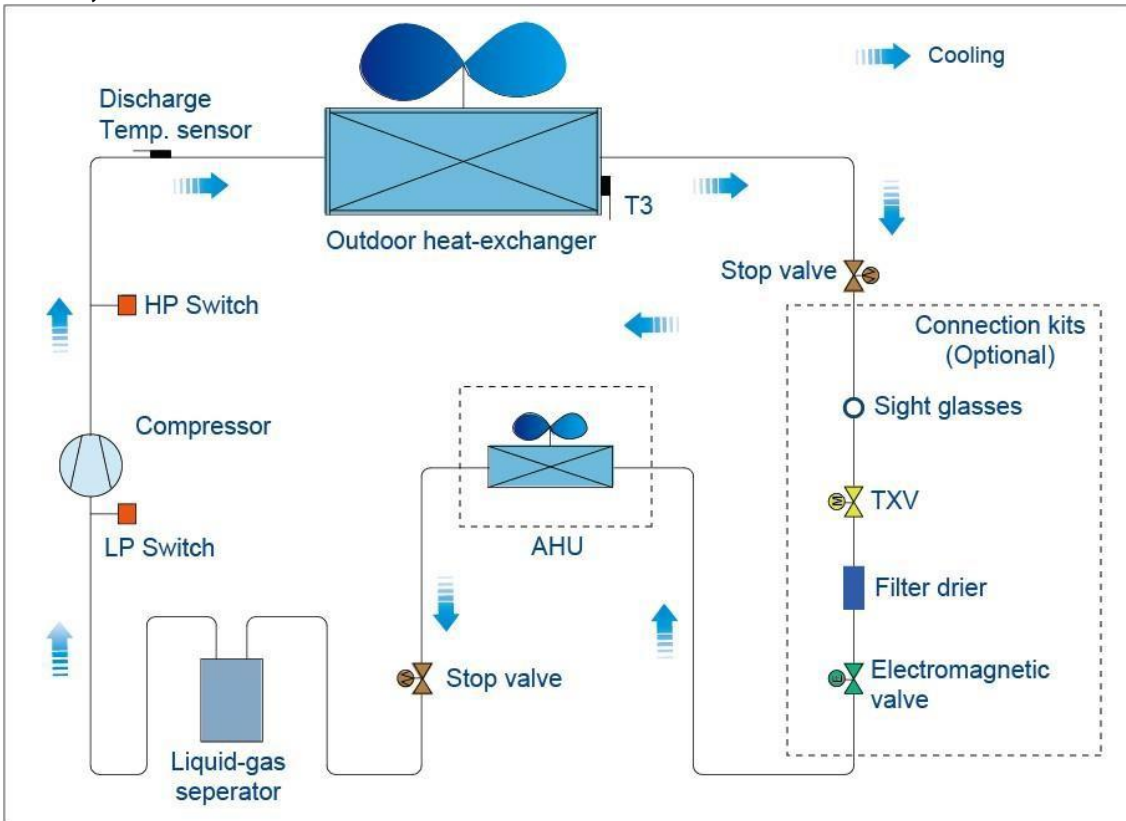 Cooling
Discharge
Temp. sensor
T3
Outdoor heat-exchanger
Stop valve
HP Switch
Connection kits
(Optional)
Sight glasses
Compressor
M
TXV
LP Switch
AHU
Filter drier
Stop valve
E
Electromagnetic
valve
Liquid-gas
seperator